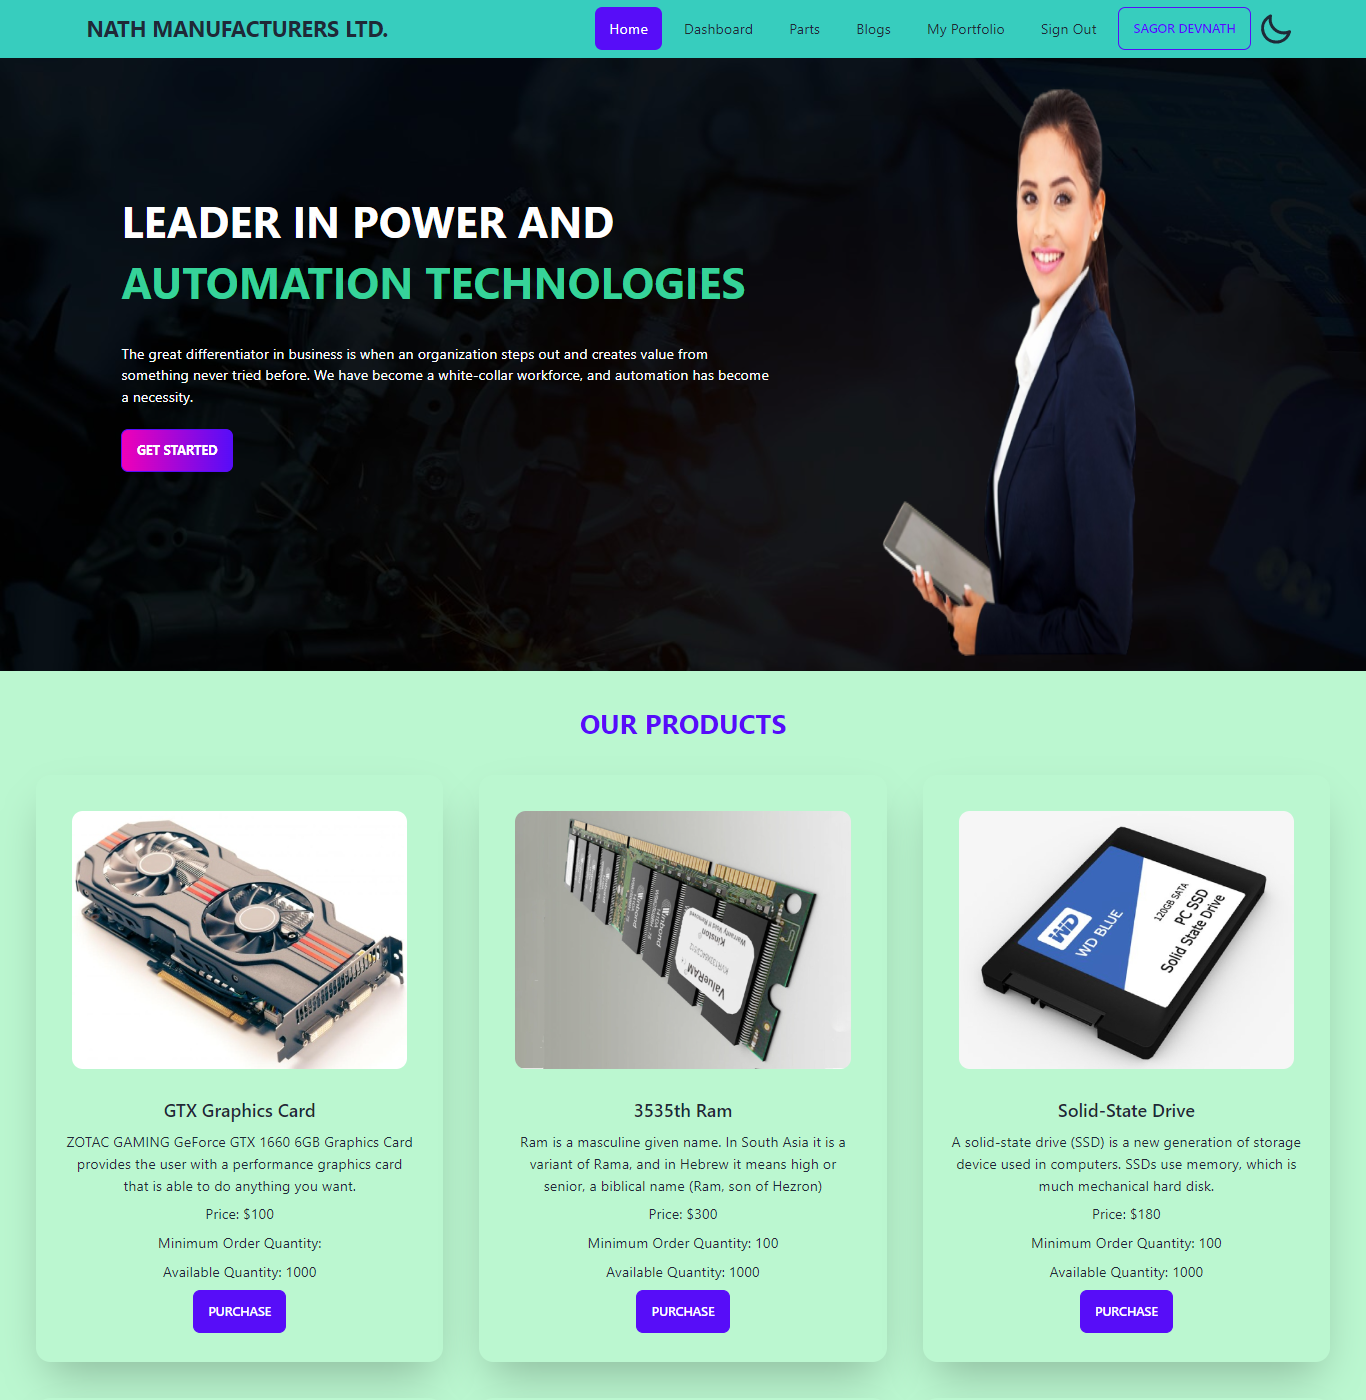 NATH MANUFACTURERS LTD.
Home
Dashboard
Parts
Blogs
My Portfolio
Sign Out
SAGOR DEVNATH
LEADER IN POWER AND
AUTOMATION TECHNOLOGIES
The great differentiator in business is when an organization steps out and creates value from
something never tried before. We have become a white-collar workforce, and automation has become
a necessity.
GET STARTED
OUR PRODUCTS
GTX Graphics Card
ZOTAC GAMING GeForce GTX 1660 6GB Graphics Card
provides the user with a performance graphics card
that is able to do anything you want.
Price: $100
Minimum Order Quantity:
Available Quantity: 1000
PURCHASE
Winbond
Winbond
Warranty Void If Removed
Kinston
ValueRAM
3535th Ram
Ram is a masculine given name. In South Asia it is a
variant of Rama, and in Hebrew it means high or
senior, a biblical name (Ram, son of Hezron)
Price: $300
Minimum Order Quantity: 100
Available Quantity: 1000
PURCHASE
WD
WD BLUE
120GB SATA
PC SSD
Solid State Drive
Solid-State Drive
A solid-state drive (SSD) is a new generation of storage
device used in computers. SSDs use memory, which is
much mechanical hard disk.
Price: $180
Minimum Order Quantity: 100
Available Quantity: 1000
PURCHASE